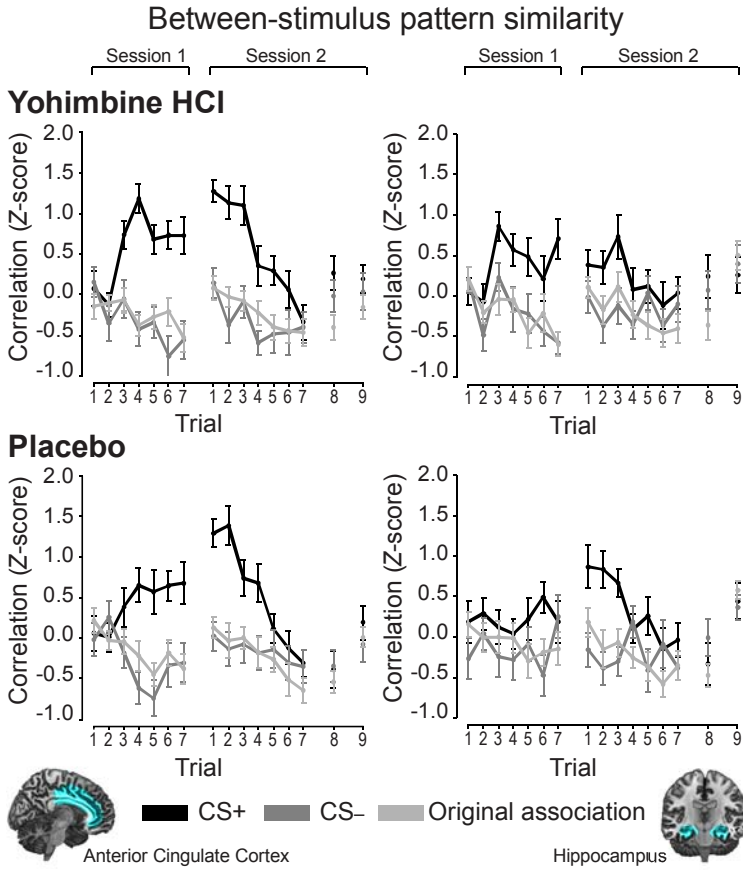 Between-stimulus pattern similarity
Session 1 Session 2 Session 1 Session 2
Yohimbine HCl
Correlation (Z-score)
2.0
1.5
1.0
0.5
0.0
-0.5
-1.0
1 2 3 4 5 6 7 1 2 3 4 5 6 7 8 9
Trial
Correlation (Z-score)
2.0
1.5
1.0
0.5
0.0
-0.5
-1.0
1 2 3 4 5 6 7 1 2 3 4 5 6 7 8 9
Trial
Placebo
Correlation (Z-score)
2.0
1.5
1.0
0.5
0.0
-0.5
-1.0
1 2 3 4 5 6 7 1 2 3 4 5 6 7 8 9
Trial
Correlation (Z-score)
2.0
1.5
1.0
0.5
0.0
-0.5
-1.0
1 2 3 4 5 6 7 1 2 3 4 5 6 7 8 9
Trial
CS+ CS– Original association
Anterior Cingulate Cortex
Hippocampus